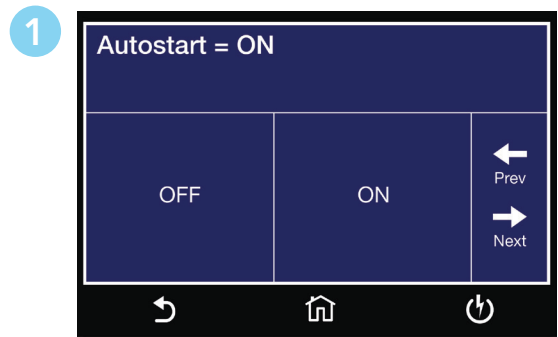 1
Autostart = ON
OFF
ON
Prev
Next